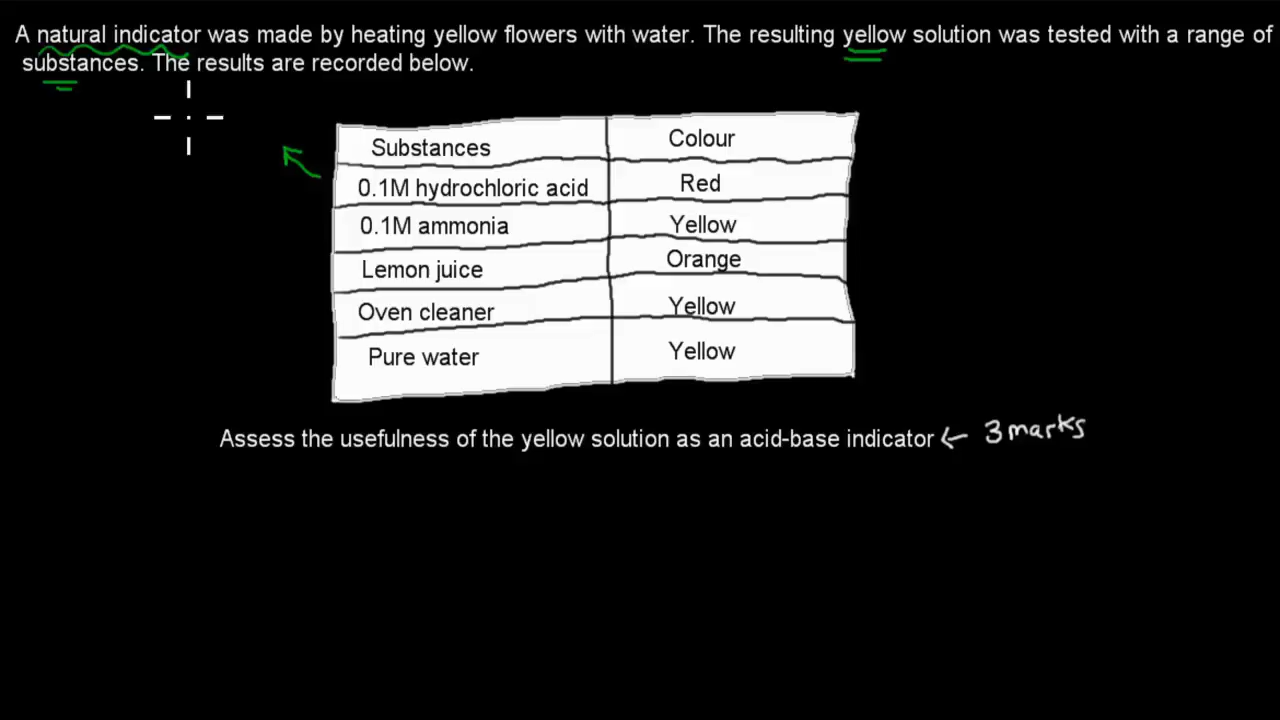 A natural indicator was made by heating yellow flowers with water. The resulting yellow solution was tested with a range of
substances. The results are recorded below.
Substances Colour
0.1M hydrochloric acid Red
0.1M ammonia Yellow
Lemon juice Orange
Oven cleaner Yellow
Pure water Yellow
Assess the usefulness of the yellow solution as an acid-base indicator ← 3 marks